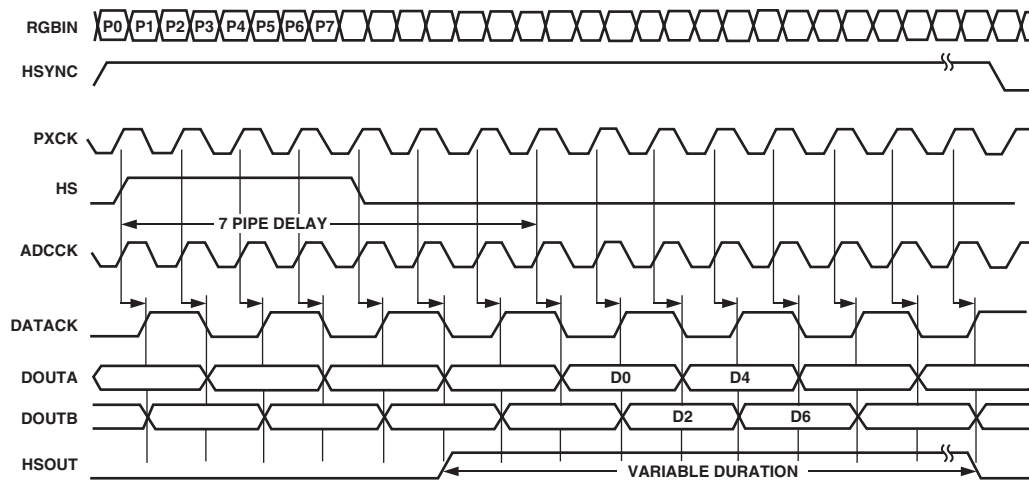 RGBIN P0 P1 P2 P3 P4 P5 P6 P7
HSYNC
PXCK
HS
7 PIPE DELAY
ADCCK
DATACK
DOUTA D0 D4
DOUTB D2 D6
HSOUT VARIABLE DURATION